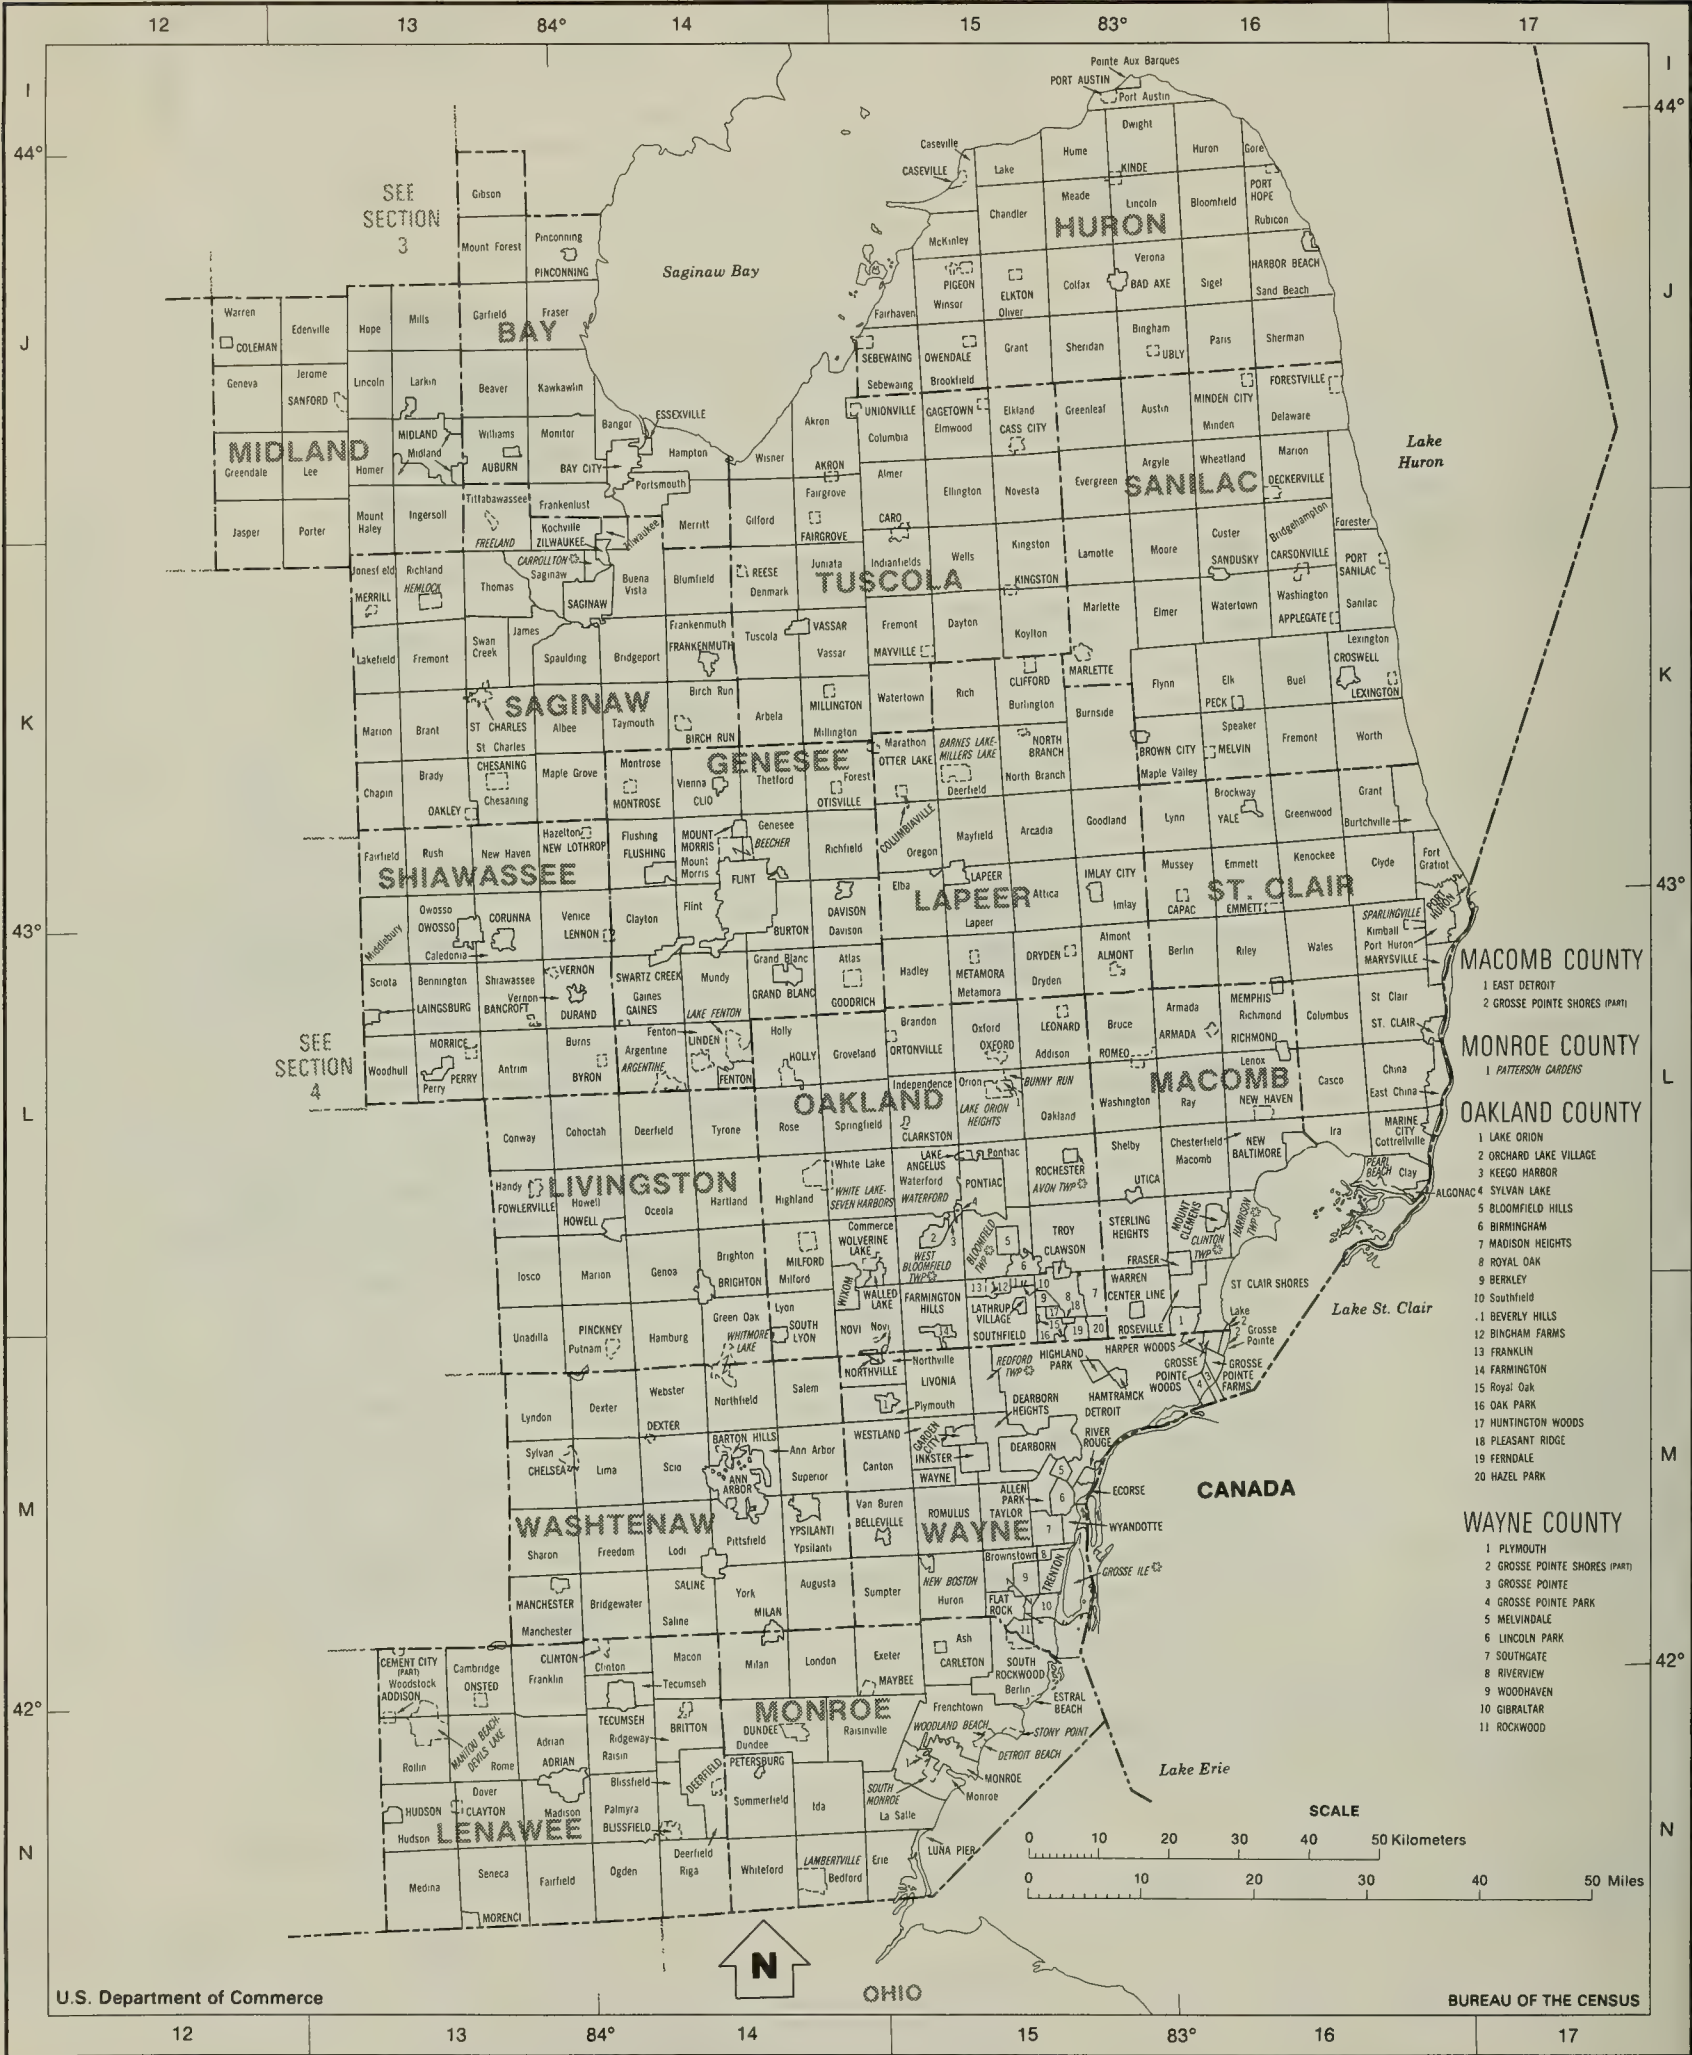 12
13
84°
14
15
83°
16
17
I
I
44°
44°
J
J
K
K
43°
43°
L
L
M
M
42°
42°
N
N
SEE
SECTION
3
SEE
SECTION
4
Pointe Aux Barques
PORT AUSTIN
Port Austin
Dwight
Caseville
CASEVILLE
Lake
Hume
KINDE
Huron
Gore
PORT
HOPE
Chandler
Meade
Lincoln
Bloomfield
Rubicon
HURON
McKinley
PIGEON
Winsor
ELKTON
Oliver
Colfax
Verona
BAD AXE
Sigel
HARBOR BEACH
Sand Beach
Fairhaven
SEBEWAING
OWENDALE
Grant
Sheridan
Bingham
UBLY
Paris
Sherman
Sebewaing
Brookfield
Saginaw Bay
Lake
Huron
Gibson
Mount Forest
Pinconning
PINCONNING
Garfield
Fraser
BAY
Beaver
Kawkawlin
Williams
AUBURN
Monitor
Bangor
ESSEXVILLE
BAY CITY
Hampton
Portsmouth
Frankenlust
Merritt
Warren
COLEMAN
Edenville
Hope
Mills
Geneva
Jerome
SANFORD
Lincoln
Larkin
MIDLAND
MIDLAND
Midland
Greendale
Lee
Homer
Jasper
Porter
Mount
Haley
Ingersoll
Akron
UNIONVILLE
GAGETOWN
Elkland
CASS CITY
Columbia
Elmwood
Wisner
AKRON
Fairgrove
FAIRGROVE
Almer
Ellington
Novesta
Gilford
CARO
Indianfields
Wells
Kingston
KINGSTON
REESE
Denmark
Juniata
TUSCOLA
Tuscola
VASSAR
Vassar
Fremont
MAYVILLE
Dayton
Koylton
Arbela
MILLINGTON
Millington
Watertown
Greenleaf
Austin
MINDEN CITY
Minden
FORESTVILLE
Delaware
Evergreen
Argyle
Wheatland
Marion
SANILAC
DECKERVILLE
Lamotte
Moore
Custer
SANDUSKY
Bridgehampton
CARSONVILLE
Forester
PORT
SANILAC
Marlette
MARLETTE
Elmer
Watertown
Washington
APPLEGATE
Sanilac
Lexington
CROSWELL
LEXINGTON
Flynn
Elk
PECK
Buel
BROWN CITY
Maple Valley
Speaker
MELVIN
Fremont
Worth
Tittabawassee
FREELAND
Kochville
ZILWAUKEE
Zilwaukee
CARROLLTON
Saginaw
SAGINAW
Jonesfield
MERRILL
Richland
HEMLOCK
Thomas
Buena
Vista
Blumfield
Lakefield
Fremont
Swan
Creek
James
Spaulding
Bridgeport
Frankenmuth
FRANKENMUTH
SAGINAW
Marion
Brant
ST CHARLES
St Charles
Albee
Taymouth
Birch Run
BIRCH RUN
Chapin
Brady
OAKLEY
CHESANING
Chesaning
Maple Grove
GENESEE
Montrose
MONTROSE
Vienna
CLIO
Thetford
Forest
OTISVILLE
Flushing
FLUSHING
MOUNT
MORRIS
Mount
Morris
Genesee
BEECHER
Richfield
FLINT
Flint
Clayton
BURTON
DAVISON
Davison
SWARTZ CREEK
Mundy
Grand Blanc
GRAND BLANC
Atlas
GOODRICH
Gaines
GAINES
Fenton
LAKE FENTON
LINDEN
Argentine
ARGENTINE
FENTON
Marathon
OTTER LAKE
BARNES LAKE-
MILLERS LAKE
Deerfield
Rich
CLIFFORD
Burlington
NORTH
BRANCH
North Branch
Burnside
COLUMBIAVILLE
Oregon
Mayfield
Arcadia
Goodland
Elba
LAPEER
LAPEER
Lapeer
Attica
IMLAY CITY
Imlay
Hadley
METAMORA
Metamora
DRYDEN
Dryden
Almont
ALMONT
Lynn
Brockway
YALE
Greenwood
Grant
Burtchville
Mussey
CAPAC
Emmett
EMMETT
Kenockee
Clyde
Fort
Gratiot
ST. CLAIR
PORT
HURON
SPARLINGVILLE
Kimball
Port Huron
MARYSVILLE
Berlin
Riley
Wales
St Clair
ST. CLAIR
Columbus
Casco
China
East China
Ira
MARINE
CITY
Cottrellville
PEARL
BEACH
Clay
ALGONAC
Fairfield
Rush
New Haven
Hazelton
NEW LOTHROP
SHIAWASSEE
Middlebury
Owosso
OWOSSO
CORUNNA
Caledonia
Venice
LENNON
Sciota
LAINGSBURG
Bennington
Shiawassee
Vernon
BANCROFT
VERNON
DURAND
Woodhull
MORRICE
PERRY
Perry
Antrim
Burns
BYRON
Holly
HOLLY
Groveland
Brandon
ORTONVILLE
Oxford
OXFORD
LEONARD
Addison
OAKLAND
Rose
Springfield
Independence
CLARKSTON
Orion
BUNNY RUN
LAKE ORION
HEIGHTS
Oakland
Highland
White Lake
WHITE LAKE-
SEVEN HARBORS
LAKE
ANGELUS
Waterford
WATERFORD
Pontiac
PONTIAC
ROCHESTER
AVON TWP
MILFORD
Milford
Commerce
WOLVERINE
LAKE
WEST
BLOOMFIELD
TWP
BLOOMFIELD
TWP
TROY
CLAWSON
Lyon
SOUTH
LYON
WIXOM
WALLED
LAKE
NOVI
Novi
FARMINGTON
HILLS
LATHRUP
VILLAGE
SOUTHFIELD
Bruce
ROMEO
Armada
ARMADA
MEMPHIS
Richmond
RICHMOND
MACOMB
Washington
Ray
Lenox
NEW HAVEN
Shelby
UTICA
Chesterfield
Macomb
NEW
BALTIMORE
STERLING
HEIGHTS
MOUNT
CLEMENS
CLINTON
TWP
HARRISON
TWP
FRASER
WARREN
CENTER LINE
ROSEVILLE
ST CLAIR SHORES
Lake St. Clair
Conway
Cohoctah
Deerfield
Tyrone
Handy
FOWLERVILLE
LIVINGSTON
Howell
HOWELL
Oceola
Hartland
Iosco
Marion
Genoa
Brighton
BRIGHTON
Unadilla
PINCKNEY
Putnam
Hamburg
Green Oak
WHITMORE
LAKE
Lyndon
Dexter
Webster
DEXTER
Northfield
Salem
Sylvan
CHELSEA
Lima
Scio
BARTON HILLS
ANN
ARBOR
Ann Arbor
Superior
WASHTENAW
Sharon
Freedom
Lodi
Pittsfield
YPSILANTI
Ypsilanti
SALINE
Saline
MANCHESTER
Manchester
Bridgewater
York
MILAN
Augusta
NORTHVILLE
Northville
REDFORD
TWP
HIGHLAND
PARK
HARPER WOODS
Lake
Grosse
Pointe
GROSSE
POINTE
WOODS
GROSSE
POINTE
FARMS
LIVONIA
Plymouth
DEARBORN
HEIGHTS
HAMTRAMCK
DETROIT
WESTLAND
GARDEN
CITY
INKSTER
DEARBORN
RIVER
ROUGE
Canton
WAYNE
ALLEN
PARK
TAYLOR
ECORSE
Van Buren
BELLEVILLE
ROMULUS
WAYNE
WYANDOTTE
Brownstown
TRENTON
GROSSE ILE
Sumpter
NEW BOSTON
Huron
FLAT
ROCK
CANADA
CEMENT CITY
(PART)
Woodstock
ADDISON
Cambridge
ONSTED
Franklin
CLINTON
Clinton
Macon
Tecumseh
TECUMSEH
Ridgeway
BRITTON
Rollin
MANITOU BEACH-
DEVILS LAKE
Rome
Adrian
ADRIAN
Raisin
Blissfield
DEERFIELD
HUDSON
Hudson
Dover
CLAYTON
LENAWEE
Madison
Palmyra
BLISSFIELD
Deerfield
Riga
Medina
Seneca
MORENCI
Fairfield
Ogden
Milan
London
Exeter
MAYBEE
Ash
CARLETON
SOUTH
ROCKWOOD
Berlin
ESTRAL
BEACH
MONROE
DUNDEE
Dundee
Raisinville
Frenchtown
WOODLAND BEACH
STONY POINT
DETROIT BEACH
PETERSBURG
Summerfield
Ida
MONROE
Monroe
SOUTH
MONROE
La Salle
Whiteford
LAMBERTVILLE
Bedford
Erie
LUNA PIER
Lake Erie
OHIO
MACOMB COUNTY
1 EAST DETROIT
2 GROSSE POINTE SHORES (PART)
MONROE COUNTY
1 PATTERSON GARDENS
OAKLAND COUNTY
1 LAKE ORION
2 ORCHARD LAKE VILLAGE
3 KEEGO HARBOR
4 SYLVAN LAKE
5 BLOOMFIELD HILLS
6 BIRMINGHAM
7 MADISON HEIGHTS
8 ROYAL OAK
9 BERKLEY
10 Southfield
.1 BEVERLY HILLS
12 BINGHAM FARMS
13 FRANKLIN
14 FARMINGTON
15 Royal Oak
16 OAK PARK
17 HUNTINGTON WOODS
18 PLEASANT RIDGE
19 FERNDALE
20 HAZEL PARK
WAYNE COUNTY
1 PLYMOUTH
2 GROSSE POINTE SHORES (PART)
3 GROSSE POINTE
4 GROSSE POINTE PARK
5 MELVINDALE
6 LINCOLN PARK
7 SOUTHGATE
8 RIVERVIEW
9 WOODHAVEN
10 GIBRALTAR
11 ROCKWOOD
SCALE
0 10 20 30 40 50 Kilometers
0 10 20 30 40 50 Miles
N
U.S. Department of Commerce
BUREAU OF THE CENSUS
12
13
84°
14
15
83°
16
17